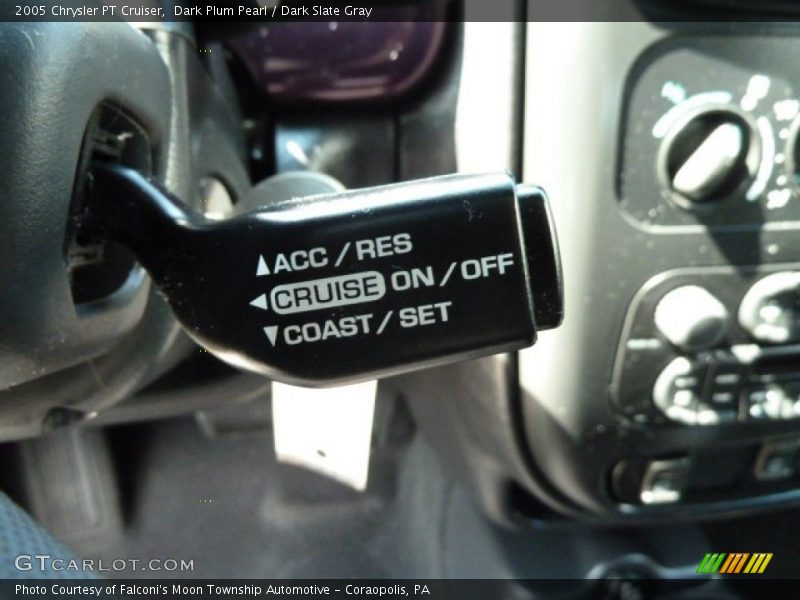 2005 Chrysler PT Cruiser, Dark Plum Pearl / Dark Slate Gray
ACC / RES
CRUISE ON / OFF
COAST / SET
GTCARLOT.COM
Photo Courtesy of Falconi's Moon Township Automotive - Coraopolis, PA